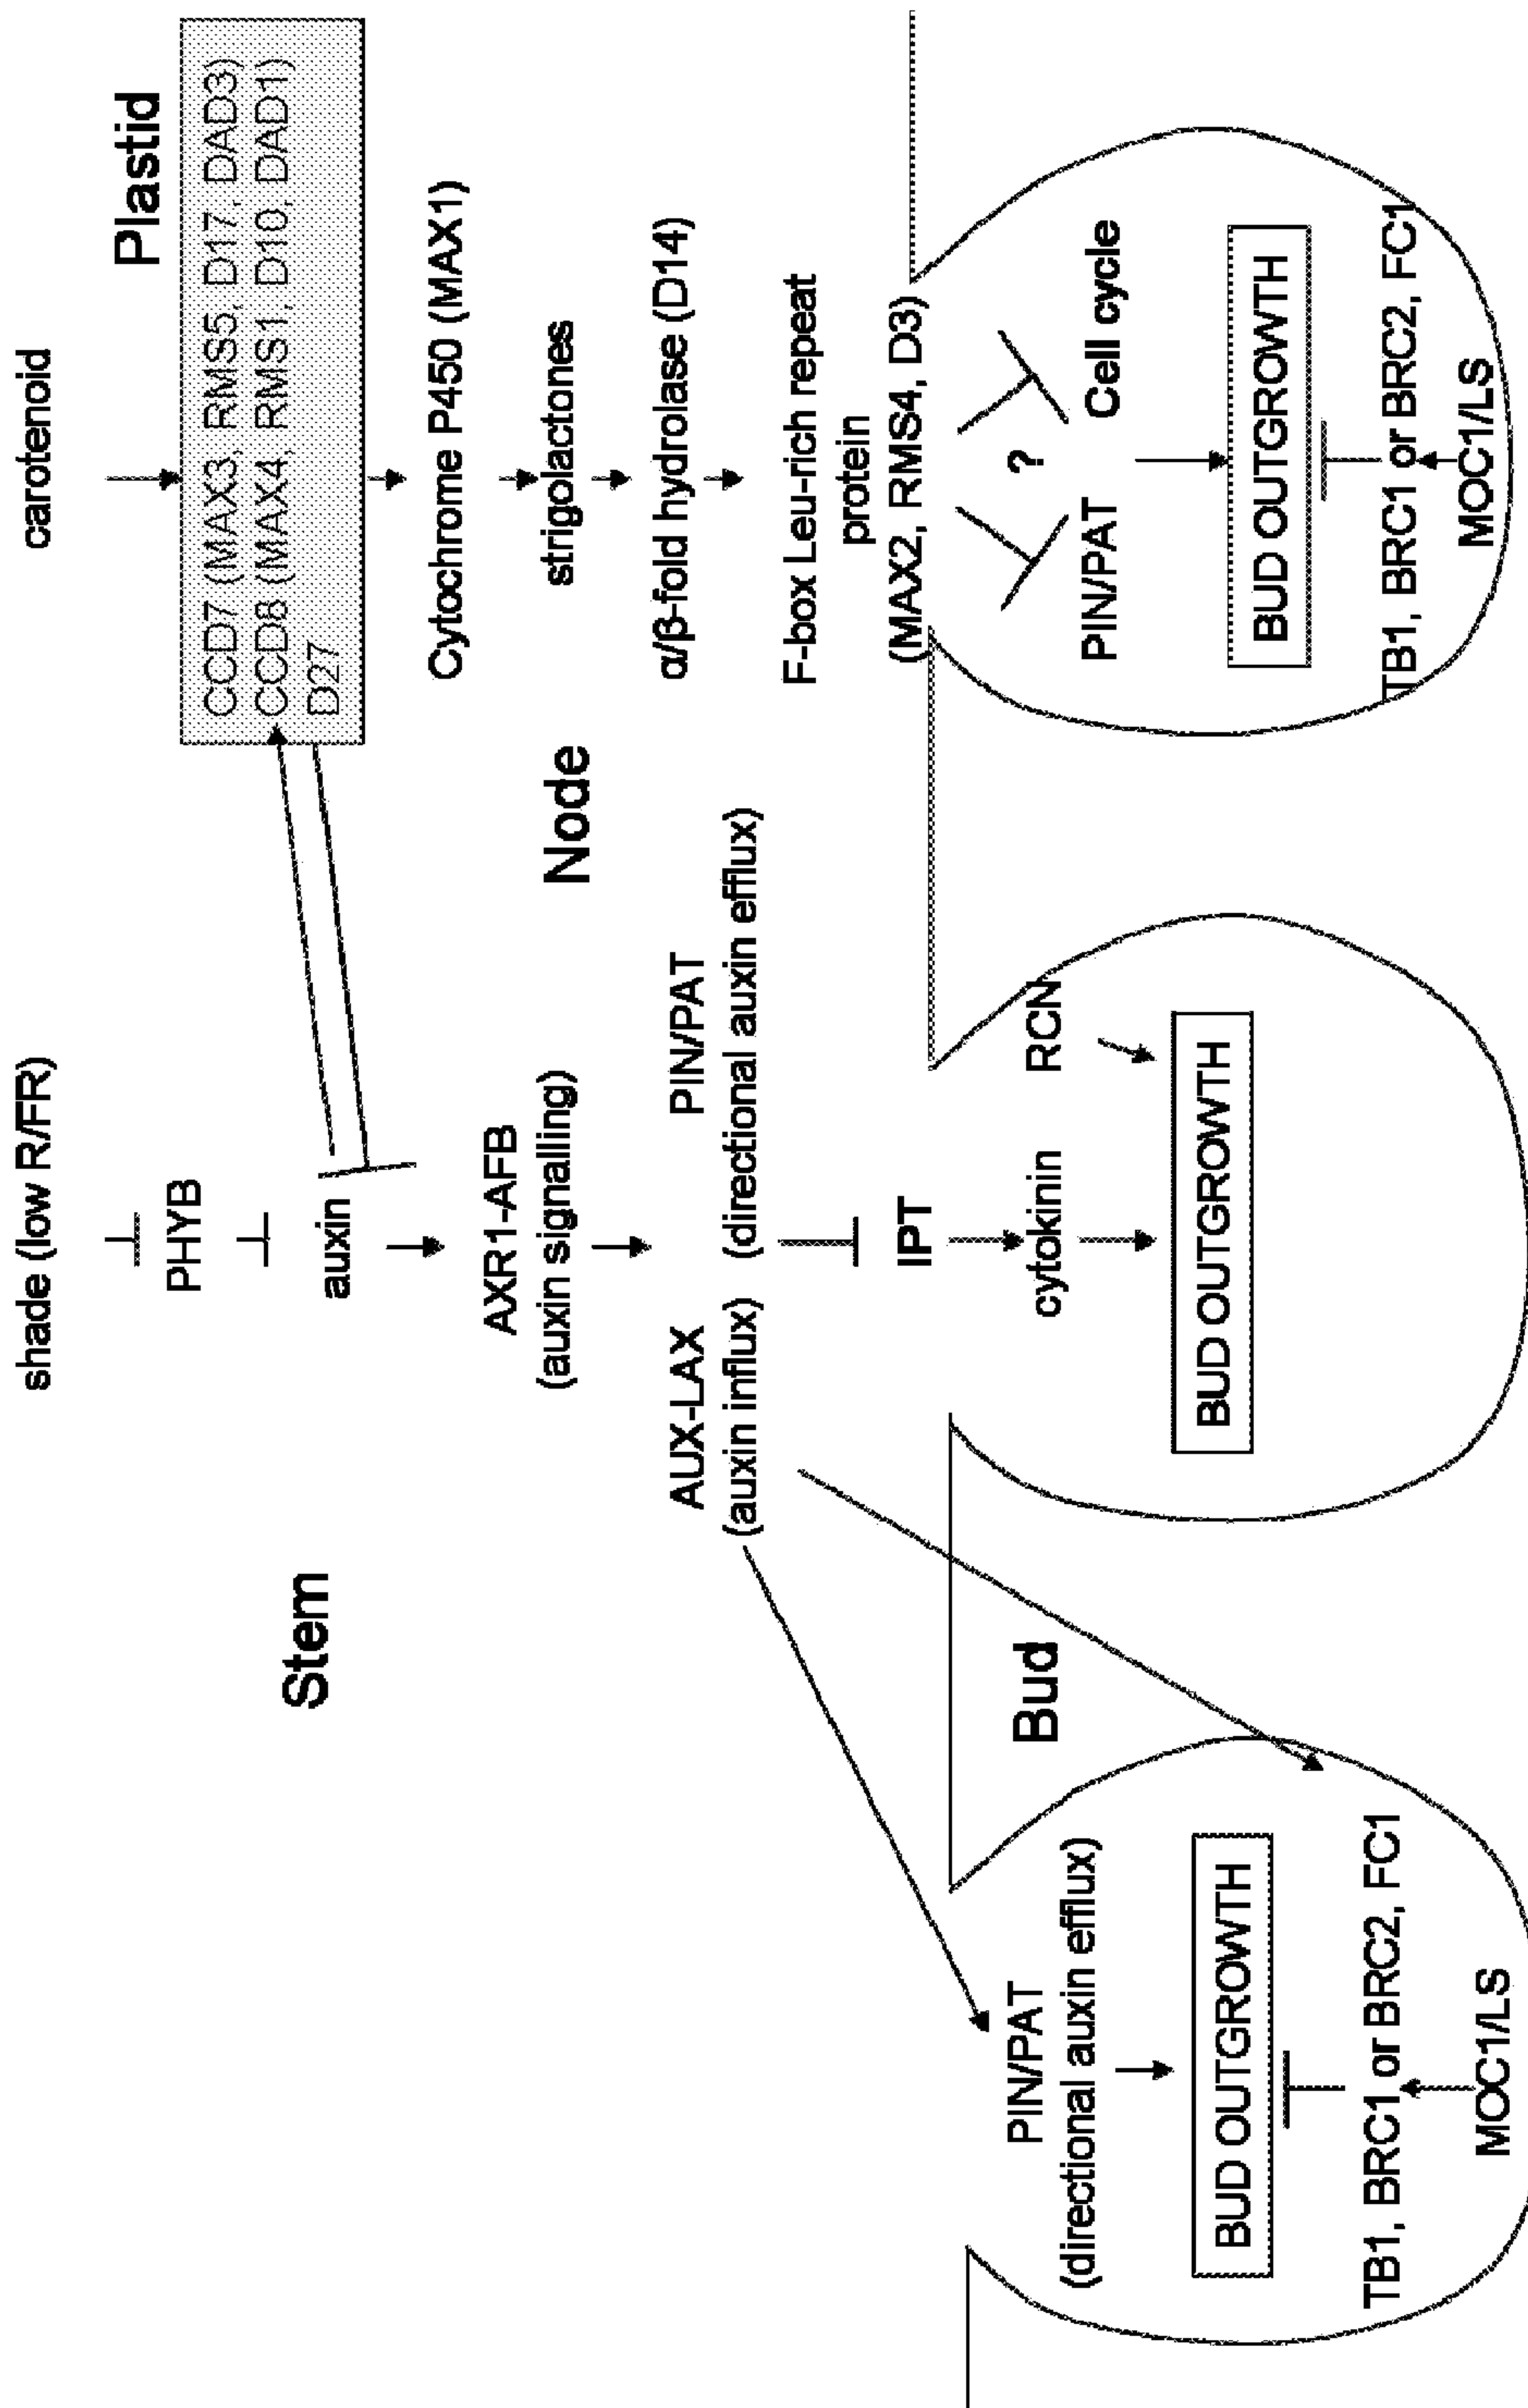 shade (low R/FR)
carotenoid
PHYB
Plastid
CCD7 (MAX3, RMS5, D17, DAD3)
CCD8 (MAX4, RMS1, D10, DAD1)
D27
Stem
auxin
Cytochrome P450 (MAX1)
AXR1-AFB
(auxin signalling)
Node
strigolactones
α/β-fold hydrolase (D14)
AUX-LAX
(auxin influx)
PIN/PAT
(directional auxin efflux)
F-box Leu-rich repeat
protein
(MAX2, RMS4, D3)
IPT
Bud
PIN/PAT
(directional auxin efflux)
cytokinin
RCN
PIN/PAT
?
Cell cycle
BUD OUTGROWTH
BUD OUTGROWTH
BUD OUTGROWTH
TB1, BRC1 or BRC2, FC1
MOC1/LS
TB1, BRC1 or BRC2, FC1
MOC1/LS